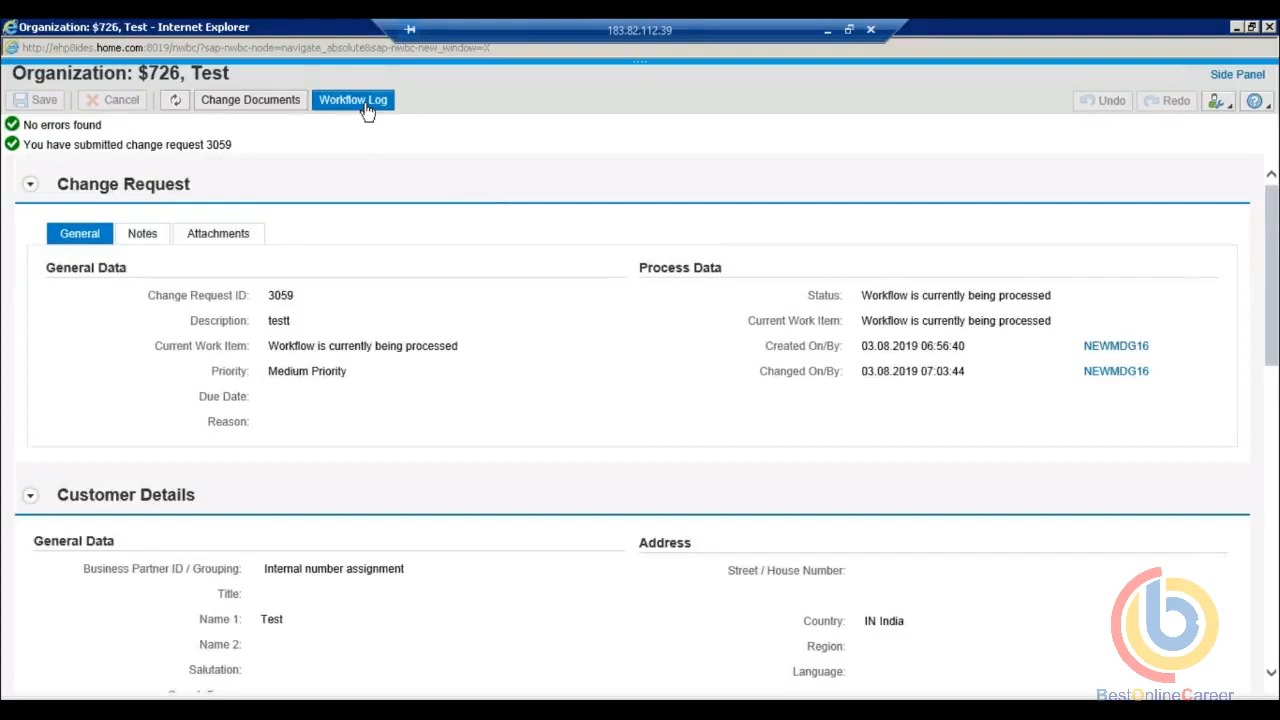 Organization: $726, Test - Internet Explorer
183.82.112.39
http://ehp8ides.home.com:8019/nwbc/?sap-nwbc-node=navigate_absolute&sap-nwbc-new_window=X
Organization: $726, Test
Side Panel
Save
Cancel
Change Documents
Workflow Log
Undo
Redo
No errors found
You have submitted change request 3059
Change Request
General
Notes
Attachments
General Data
Process Data
Change Request ID: 3059
Status: Workflow is currently being processed
Description: testt
Current Work Item: Workflow is currently being processed
Current Work Item: Workflow is currently being processed
Created On/By: 03.08.2019 06:56:40 NEWMDG16
Priority: Medium Priority
Changed On/By: 03.08.2019 07:03:44 NEWMDG16
Due Date:
Reason:
Customer Details
General Data
Address
Business Partner ID / Grouping: Internal number assignment
Street / House Number:
Title:
Name 1: Test
Country: IN India
Name 2:
Region:
Salutation:
Language:
b
BestOnlineCareer